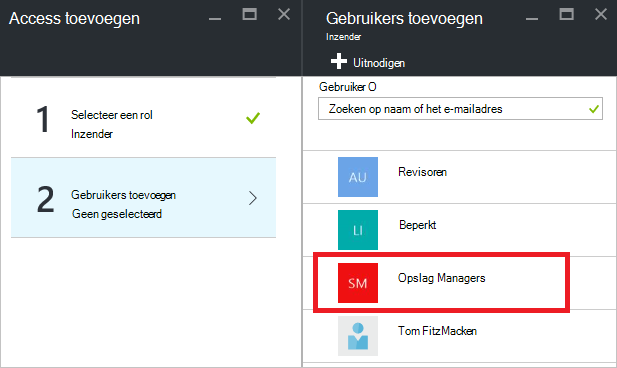 Access toevoegen
1
Selecteer een rol
Inzender
2
Gebruikers toevoegen
Geen geselecteerd
Gebruikers toevoegen
Inzender
Uitnodigen
Gebruiker O
Zoeken op naam of het e-mailadres
AU
Revisoren
LI
Beperkt
SM
Opslag Managers
Tom FitzMacken